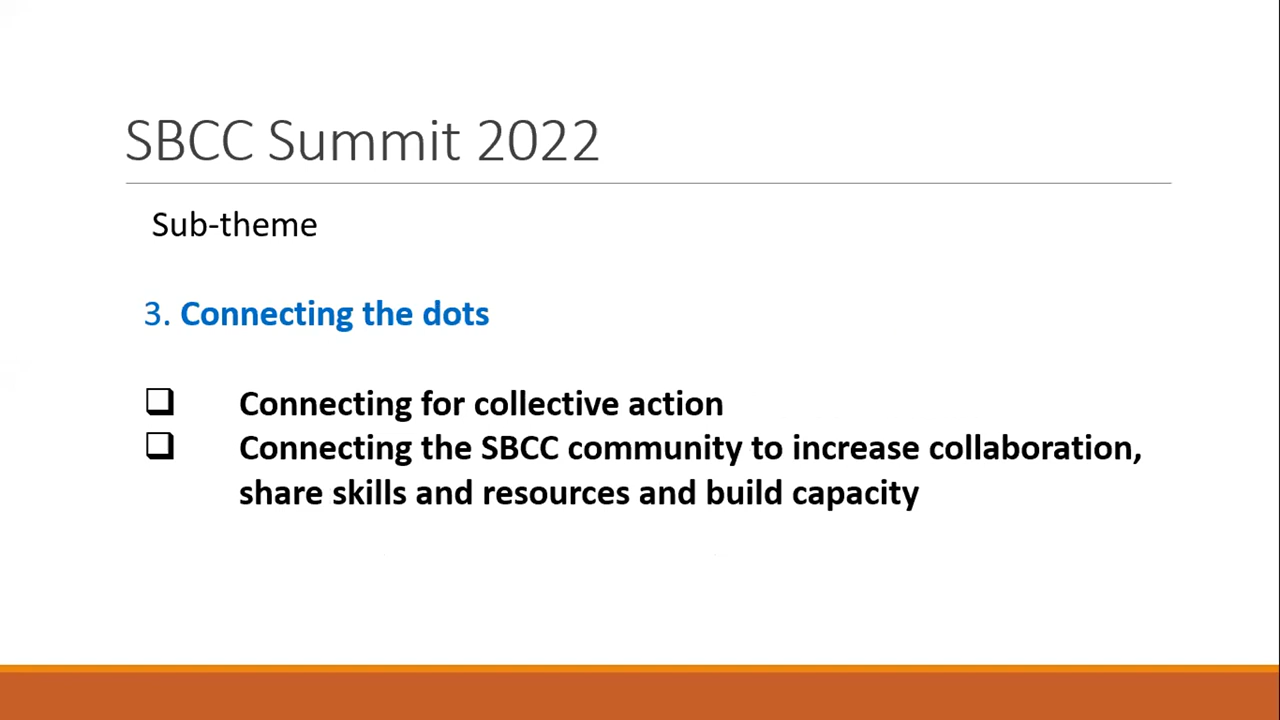 SBCC Summit 2022
Sub-theme
3. Connecting the dots
❑ Connecting for collective action
❑ Connecting the SBCC community to increase collaboration,
share skills and resources and build capacity